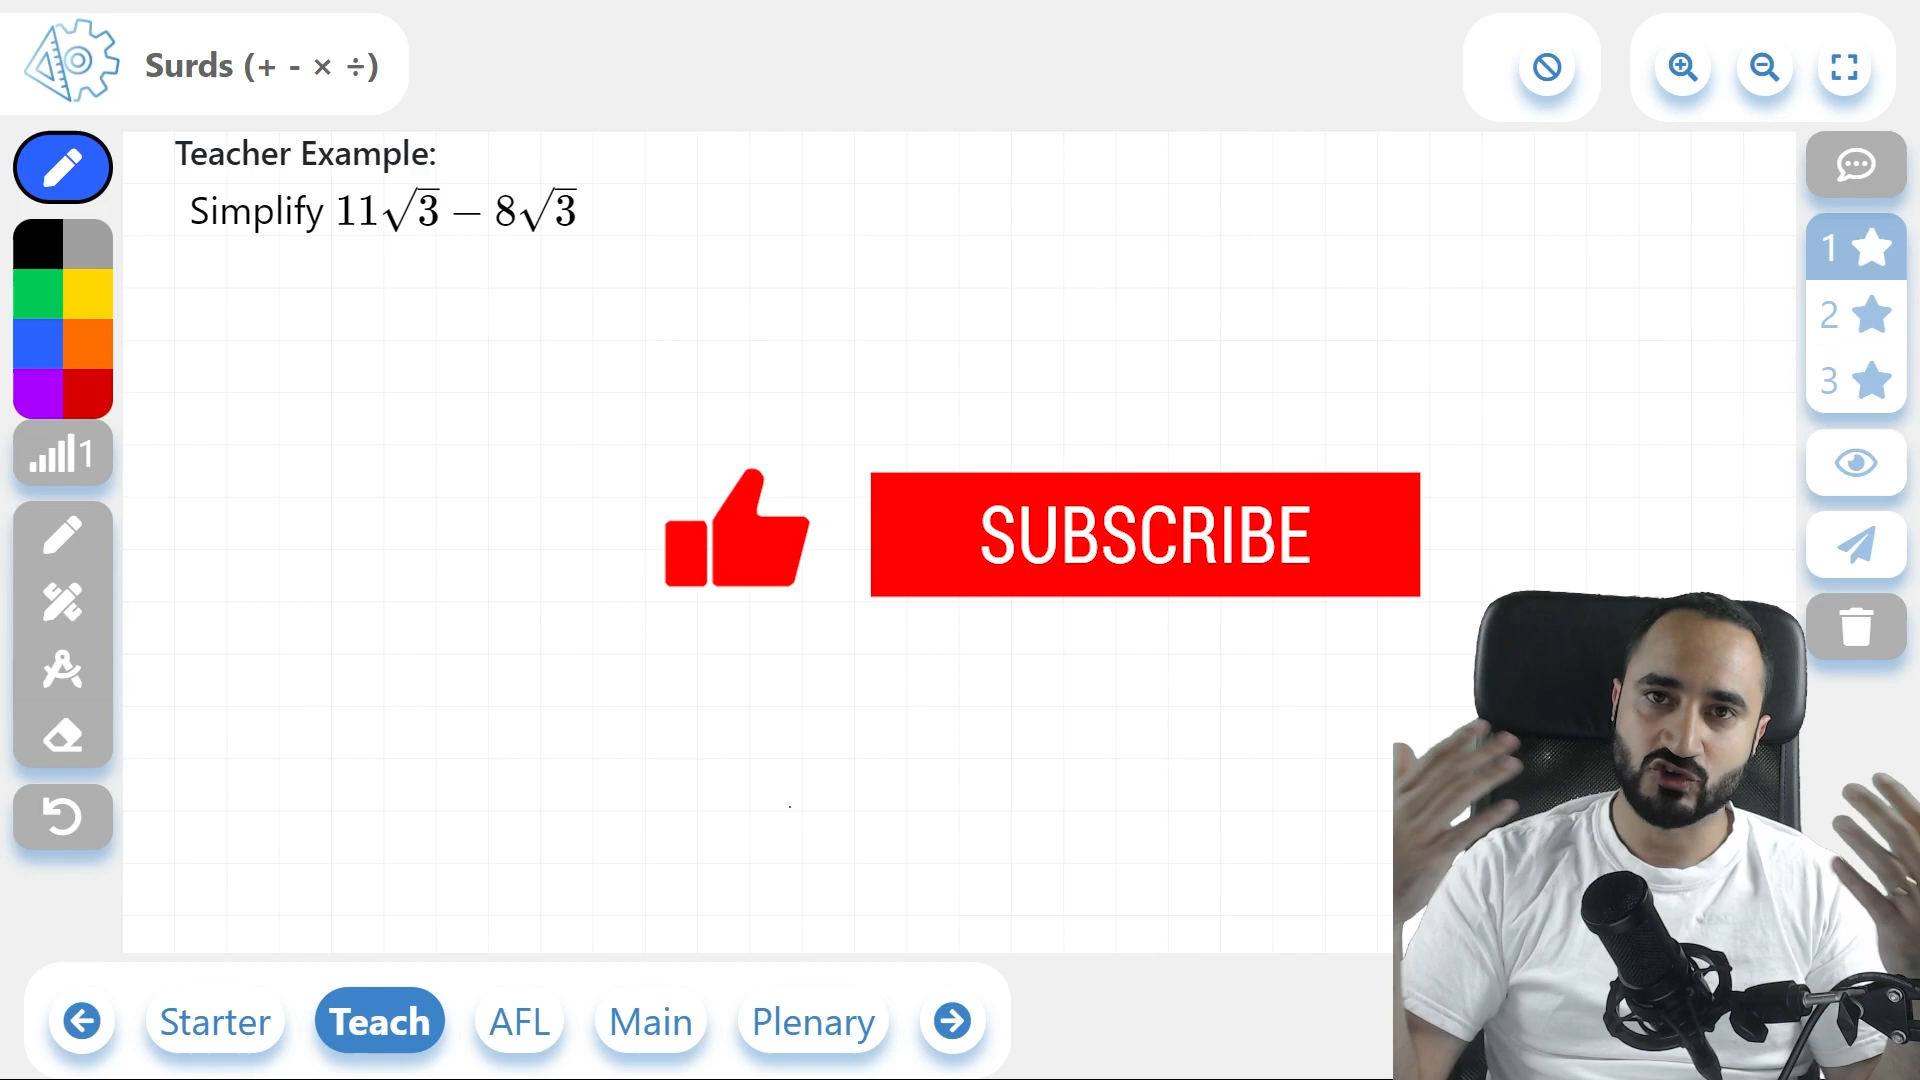 Surds (+ - × ÷)
Teacher Example:
Simplify 11√3 − 8√3
1
2
3
1
SUBSCRIBE
Starter
Teach
AFL
Main
Plenary